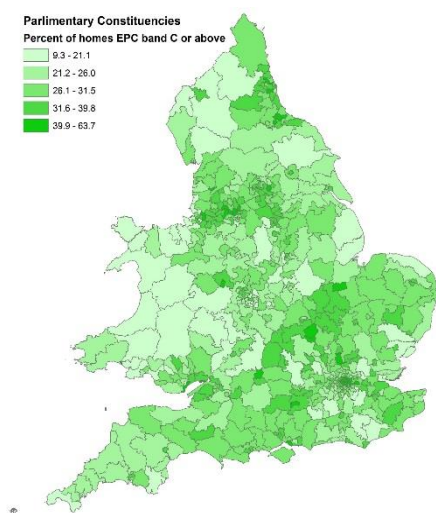 Parlimentary Constituencies
Percent of homes EPC band C or above
9.3 - 21.1
21.2 - 26.0
26.1 - 31.5
31.6 - 39.8
39.9 - 63.7